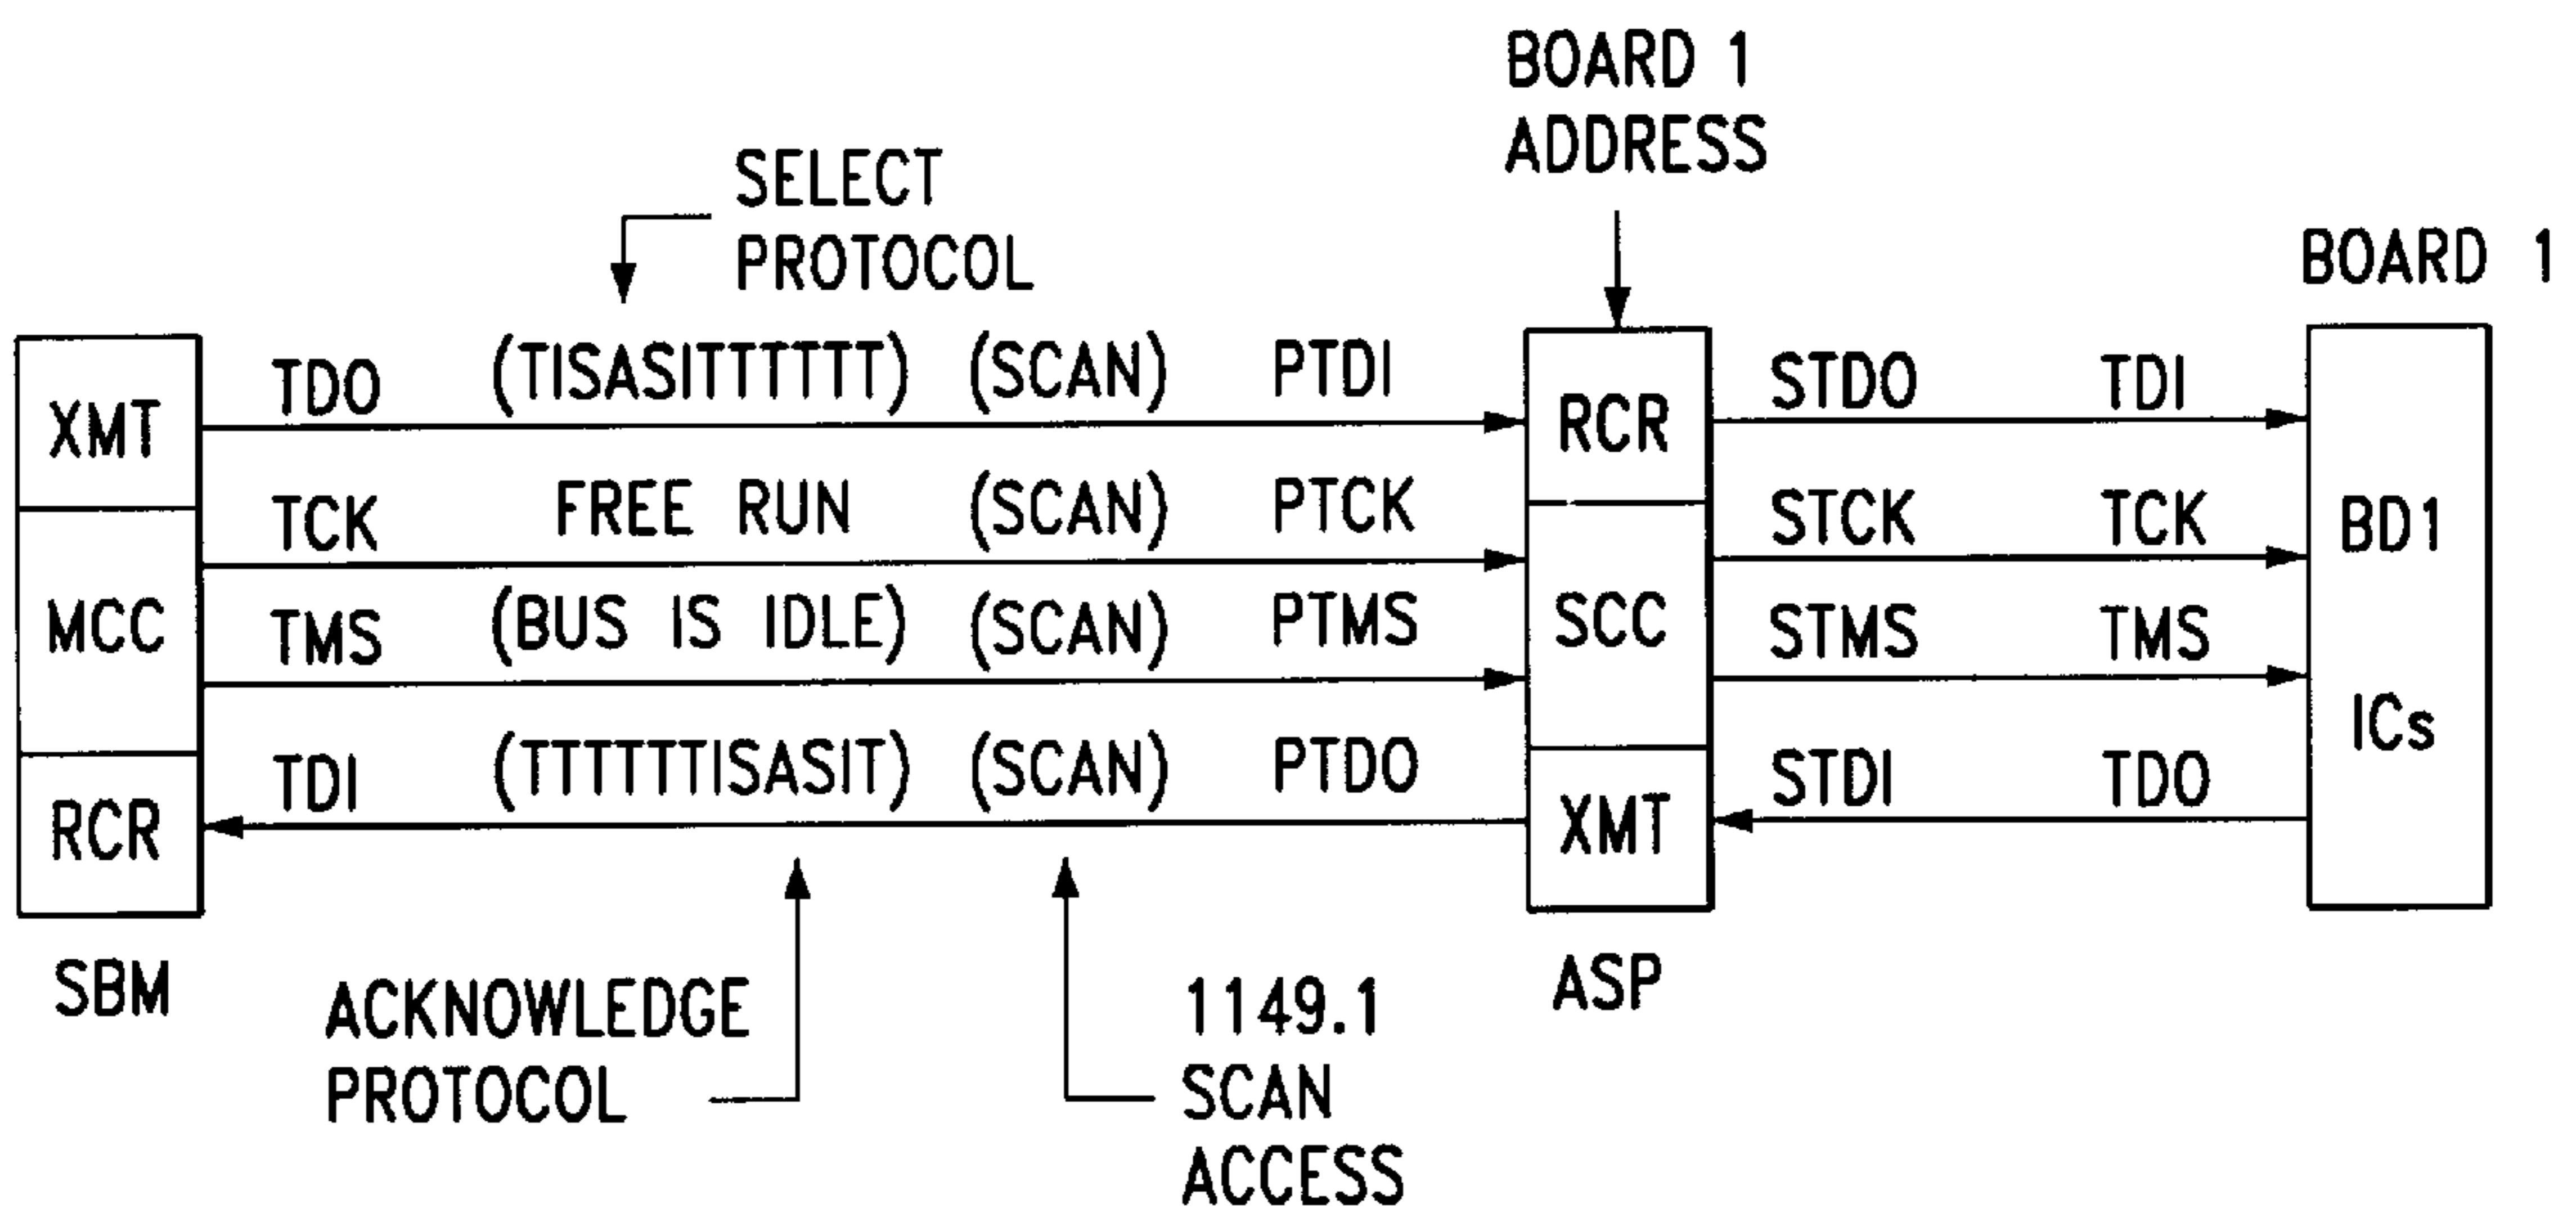 BOARD 1
ADDRESS
SELECT
PROTOCOL
BOARD 1
XMT
MCC
RCR
SBM
TDO (TISASITTTTTT) (SCAN) PTDI
TCK FREE RUN (SCAN) PTCK
TMS (BUS IS IDLE) (SCAN) PTMS
TDI (TTTTTTISASIT) (SCAN) PTDO
RCR
SCC
XMT
ASP
STDO TDI
STCK TCK
STMS TMS
STDI TDO
BD1
ICs
ACKNOWLEDGE
PROTOCOL
1149.1
SCAN
ACCESS